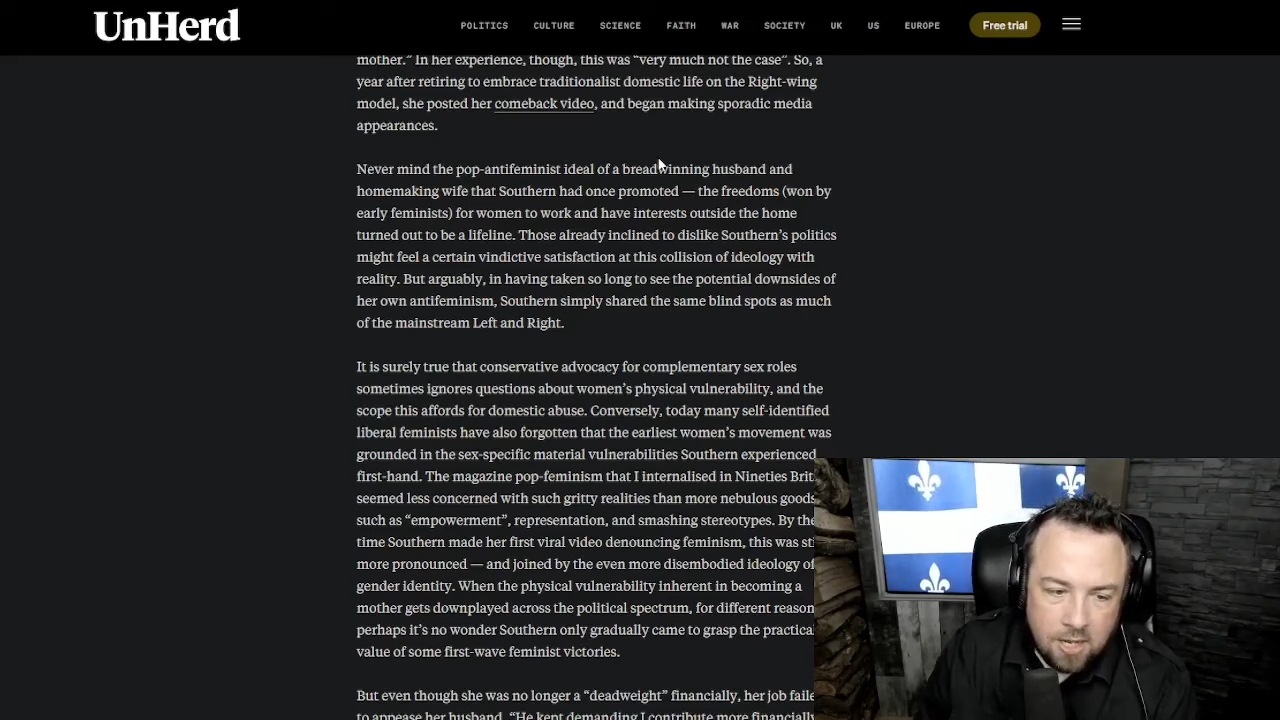 UnHerd
POLITICS CULTURE SCIENCE FAITH WAR SOCIETY UK US EUROPE Free trial
mother.” In her experience, though, this was “very much not the case”. So, a
year after retiring to embrace traditionalist domestic life on the Right-wing
model, she posted her comeback video, and began making sporadic media
appearances.
Never mind the pop-antifeminist ideal of a breadwinning husband and
homemaking wife that Southern had once promoted — the freedoms (won by
early feminists) for women to work and have interests outside the home
turned out to be a lifeline. Those already inclined to dislike Southern’s politics
might feel a certain vindictive satisfaction at this collision of ideology with
reality. But arguably, in having taken so long to see the potential downsides of
her own antifeminism, Southern simply shared the same blind spots as much
of the mainstream Left and Right.
It is surely true that conservative advocacy for complementary sex roles
sometimes ignores questions about women’s physical vulnerability, and the
scope this affords for domestic abuse. Conversely, today many self-identified
liberal feminists have also forgotten that the earliest women’s movement was
grounded in the sex-specific material vulnerabilities Southern experienced
first-hand. The magazine pop-feminism that I internalised in Nineties Brit
seemed less concerned with such gritty realities than more nebulous goods
such as “empowerment”, representation, and smashing stereotypes. By the
time Southern made her first viral video denouncing feminism, this was sti
more pronounced — and joined by the even more disembodied ideology of
gender identity. When the physical vulnerability inherent in becoming a
mother gets downplayed across the political spectrum, for different reason
perhaps it’s no wonder Southern only gradually came to grasp the practica
value of some first-wave feminist victories.
But even though she was no longer a “deadweight” financially, her job faile
to appease her husband. “He kept demanding I contribute more financially